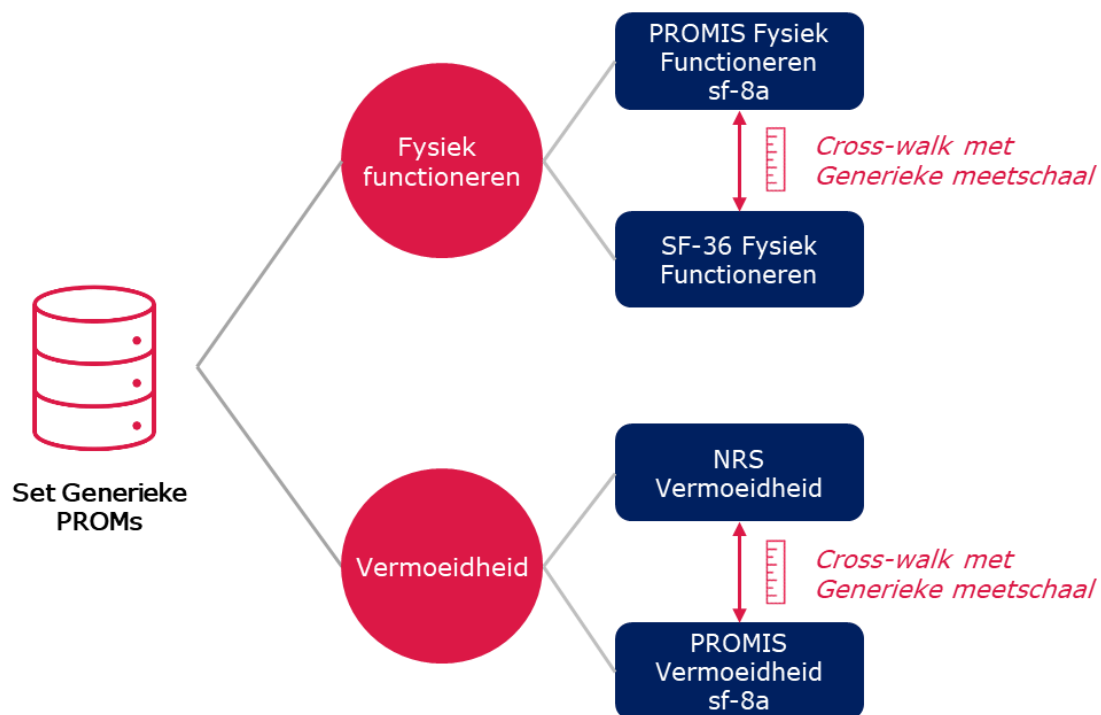 PROMIS Fysiek
Functioneren
sf-8a
Fysiek
functioneren
Cross-walk met
Generieke meetschaal
SF-36 Fysiek
Functioneren
Set Generieke
PROMs
NRS
Vermoeidheid
Vermoeidheid
Cross-walk met
Generieke meetschaal
PROMIS
Vermoeidheid
sf-8a